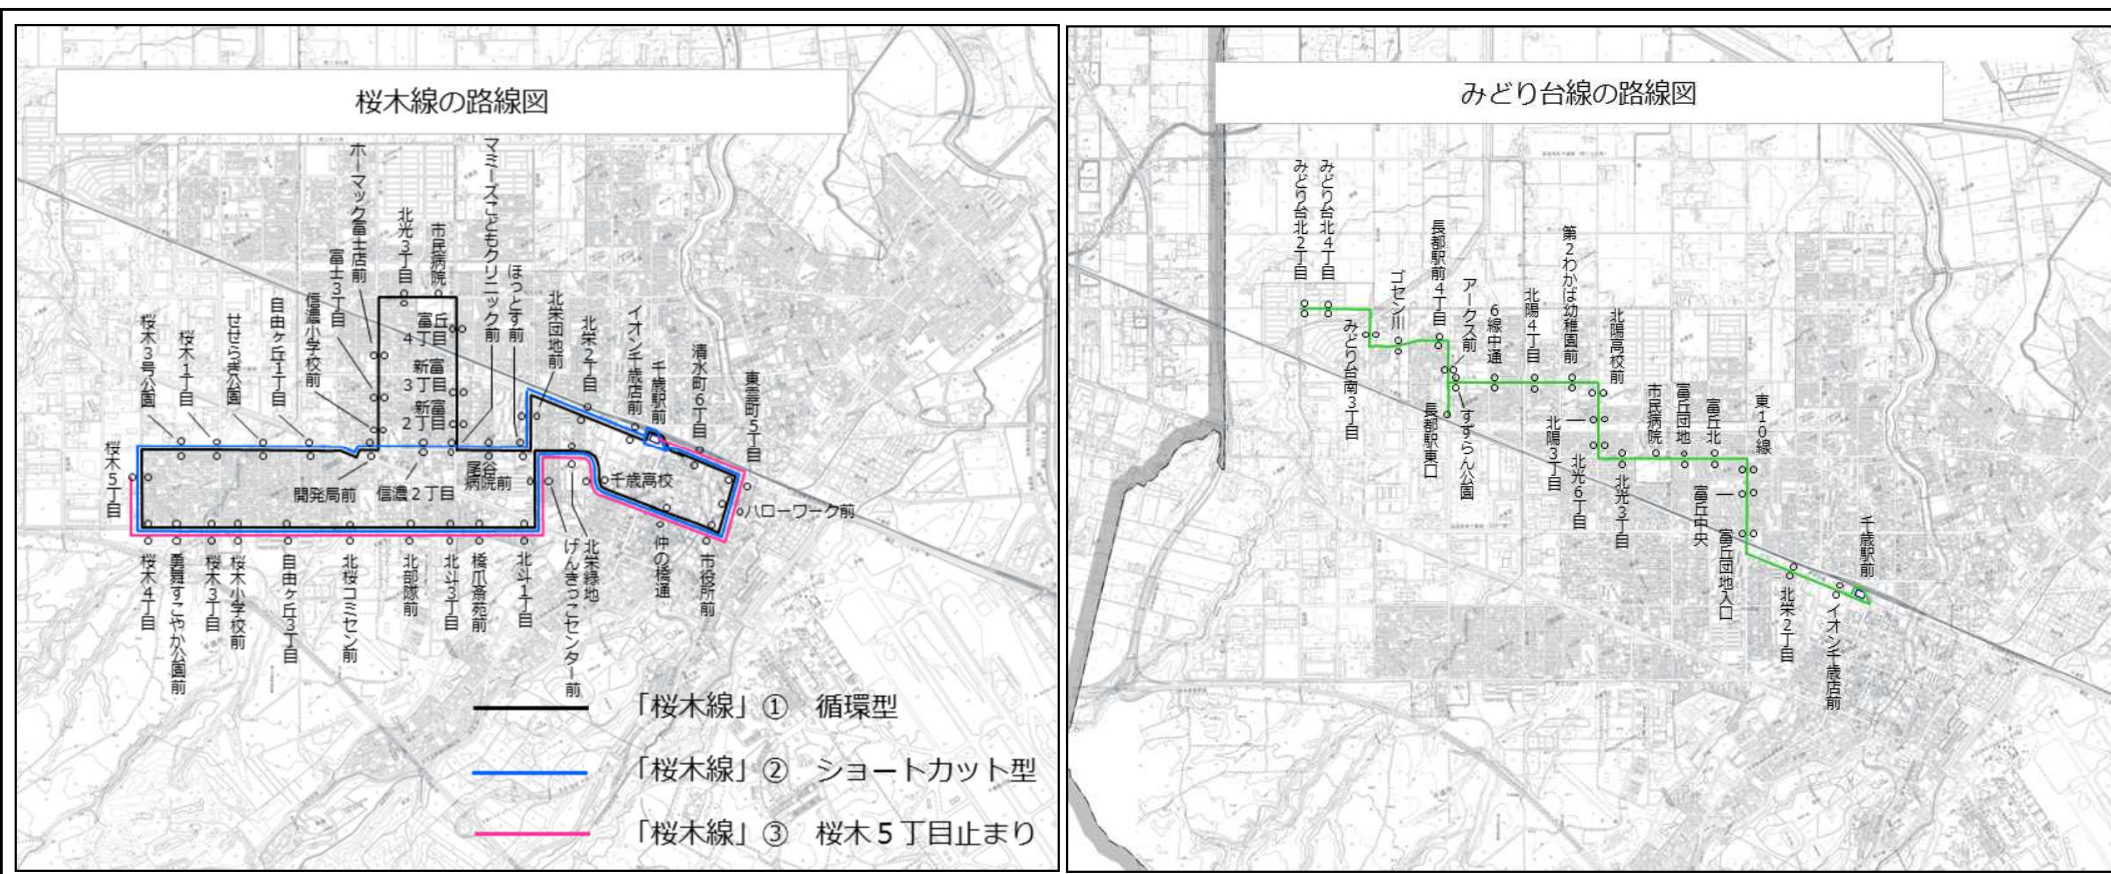 桜木線の路線図
ホーマック富士店前
富士3丁目
北光3丁目
市民病院
マミーズこどもクリニック前
ほっとす前
北栄団地前
北栄2丁目
イオン千歳店前
千歳駅前
清水町6丁目
東雲町5丁目
桜木3号公園
桜木1丁目
せせらぎ公園
自由ヶ丘1丁目
信濃小学校前
富丘4丁目
新富3丁目
新富2丁目
桜木5丁目
開発局前
信濃2丁目
尾谷病院前
千歳高校
ハローワーク前
桜木4丁目
勇舞すこやか公園前
桜木3丁目
桜木小学校前
自由ヶ丘3丁目
北桜コミセン前
北部隊前
北斗3丁目
橋爪斎苑前
北斗1丁目
げんきっこセンター前
北栄緑地
仲の橋通
市役所前
「桜木線」① 循環型
「桜木線」② ショートカット型
「桜木線」③ 桜木5丁目止まり
みどり台線の路線図
みどり台北2丁目
みどり台北4丁目
みどり台南3丁目
ゴセン川
長都駅前4丁目
アークス前
長都駅東口
すずらん公園
6線中通
北陽4丁目
第2わかば幼稚園前
北陽高校前
北陽3丁目
北光6丁目
北光3丁目
市民病院
富丘団地
富丘北
東10線
富丘中央
富丘団地入口
北栄2丁目
イオン千歳店前
千歳駅前